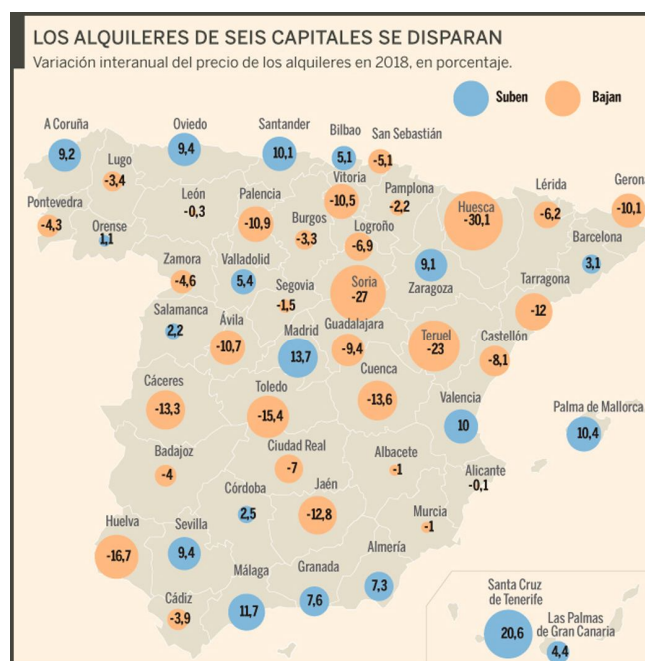 LOS ALQUILERES DE SEIS CAPITALES SE DISPARAN
Variación interanual del precio de los alquileres en 2018, en porcentaje.
Suben
Bajan
A Coruña
9,2
Lugo
-3,4
Oviedo
9,4
Santander
10,1
Bilbao
5,1
San Sebastián
-5,1
Pontevedra
-4,3
Orense
1,1
León
-0,3
Palencia
-10,9
Burgos
-3,3
Vitoria
-10,5
Logroño
-6,9
Pamplona
-2,2
Huesca
-30,1
Lérida
-6,2
Geron
-10,1
Barcelona
3,1
Zamora
-4,6
Valladolid
5,4
Segovia
-1,5
Soria
-27
9,1
Zaragoza
Tarragona
-12
Salamanca
2,2
Ávila
-10,7
Madrid
13,7
Guadalajara
-9,4
Teruel
-23
Castellón
-8,1
Cáceres
-13,3
Toledo
-15,4
Cuenca
-13,6
Valencia
10
Palma de Mallorca
10,4
Badajoz
-4
Ciudad Real
-7
Albacete
-1
Alicante
-0,1
Córdoba
2,5
Jaén
-12,8
Murcia
-1
Huelva
-16,7
Sevilla
9,4
Cádiz
-3,9
Málaga
11,7
Granada
7,6
Almería
7,3
Santa Cruz
de Tenerife
20,6
Las Palmas
de Gran Canaria
4,4